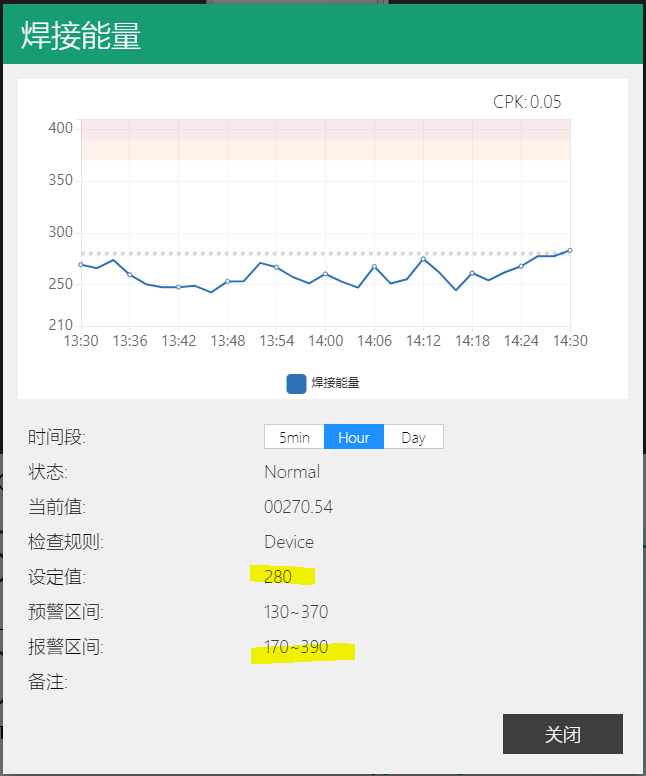 焊接能量
CPK: 0.05
400
350
300
250
210
13:30 13:36 13:42 13:48 13:54 14:00 14:06 14:12 14:18 14:24 14:30
焊接能量
时间段: 5min Hour Day
状态: Normal
当前值: 00270.54
检查规则: Device
设定值: 280
预警区间: 130~370
报警区间: 170~390
备注:
关闭